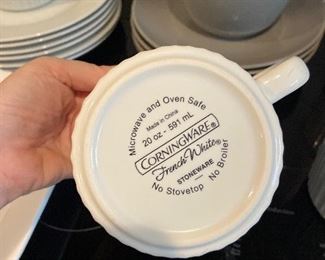 Microwave and Oven Safe
Made in China
20 oz - 591 mL
CORNINGWARE®
French White®
STONEWARE
No Stovetop No Broiler